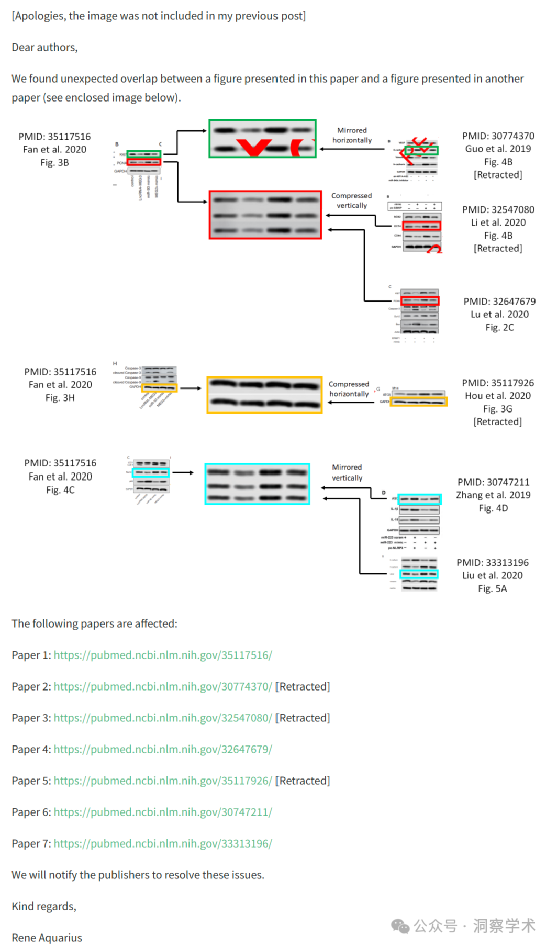 [Apologies, the image was not included in my previous post]
Dear authors,
We found unexpected overlap between a figure presented in this paper and a figure presented in another
paper (see enclosed image below).
PMID: 35117516
Fan et al. 2020
Fig. 3B
B
C
GAPDH
Mirrored
horizontally
PMID: 30774370
Guo et al. 2019
Fig. 4B
[Retracted]
Compressed
vertically
PMID: 32547080
Li et al. 2020
Fig. 4B
[Retracted]
C
PMID: 32647679
Lu et al. 2020
Fig. 2C
PMID: 35117516
Fan et al. 2020
Fig. 3H
H
Caspase-3
Compressed
horizontally
G
PMID: 35117926
Hou et al. 2020
Fig. 3G
[Retracted]
PMID: 35117516
Fan et al. 2020
Fig. 4C
C
Mirrored
vertically
D
GAPDH
PMID: 30747211
Zhang et al. 2019
Fig. 4D
PMID: 33313196
Liu et al. 2020
Fig. 5A
The following papers are affected:
Paper 1: https://pubmed.ncbi.nlm.nih.gov/35117516/
Paper 2: https://pubmed.ncbi.nlm.nih.gov/30774370/ [Retracted]
Paper 3: https://pubmed.ncbi.nlm.nih.gov/32547080/ [Retracted]
Paper 4: https://pubmed.ncbi.nlm.nih.gov/32647679/
Paper 5: https://pubmed.ncbi.nlm.nih.gov/35117926/ [Retracted]
Paper 6: https://pubmed.ncbi.nlm.nih.gov/30747211/
Paper 7: https://pubmed.ncbi.nlm.nih.gov/33313196/
We will notify the publishers to resolve these issues.
Kind regards,
Rene Aquarius
公众号 · 洞察学术